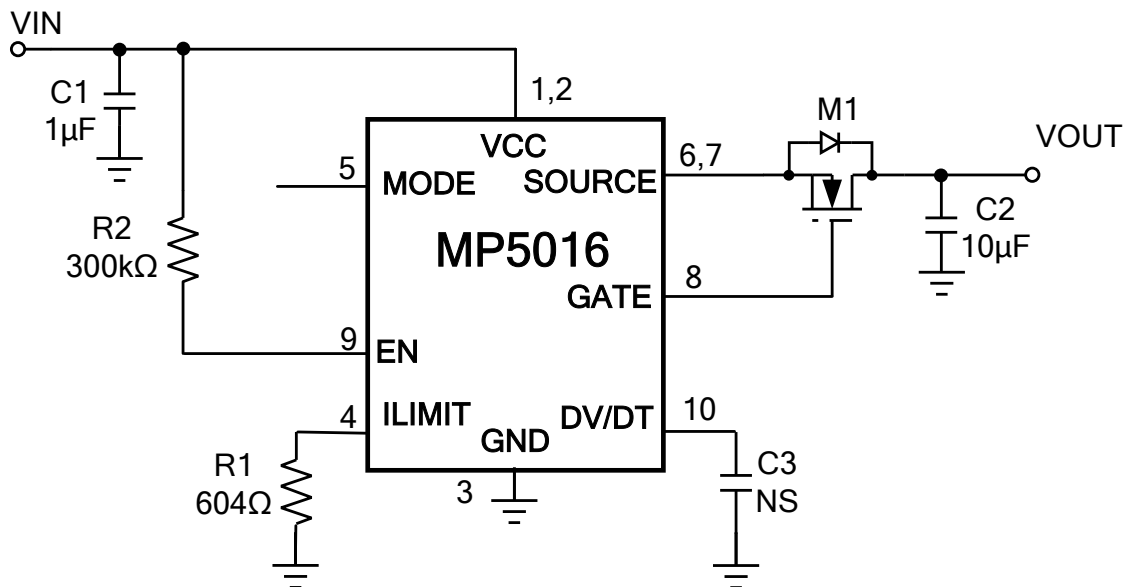 VIN
C1
1µF
R2
300kΩ
1,2
VCC
5
MODE
SOURCE
6,7
M1
VOUT
C2
10µF
MP5016
GATE
8
9
EN
4
ILIMIT
GND
DV/DT
10
R1
604Ω
3
C3
NS